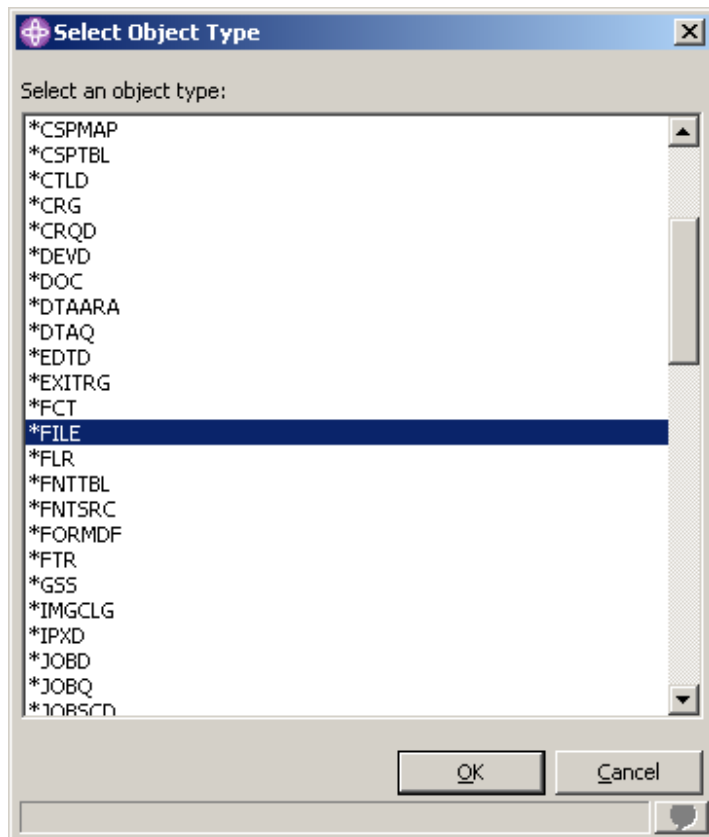 Select Object Type
Select an object type:
*CSPMAP
*CSPTBL
*CTLD
*CRG
*CRQD
*DEVD
*DOC
*DTAARA
*DTAQ
*EDTD
*EXITRG
*FCT
*FILE
*FLR
*FNTTBL
*FNTSRC
*FORMDF
*FTR
*GSS
*IMGCLG
*IPXD
*JOBD
*JOBQ
*JOBSCD
OK Cancel